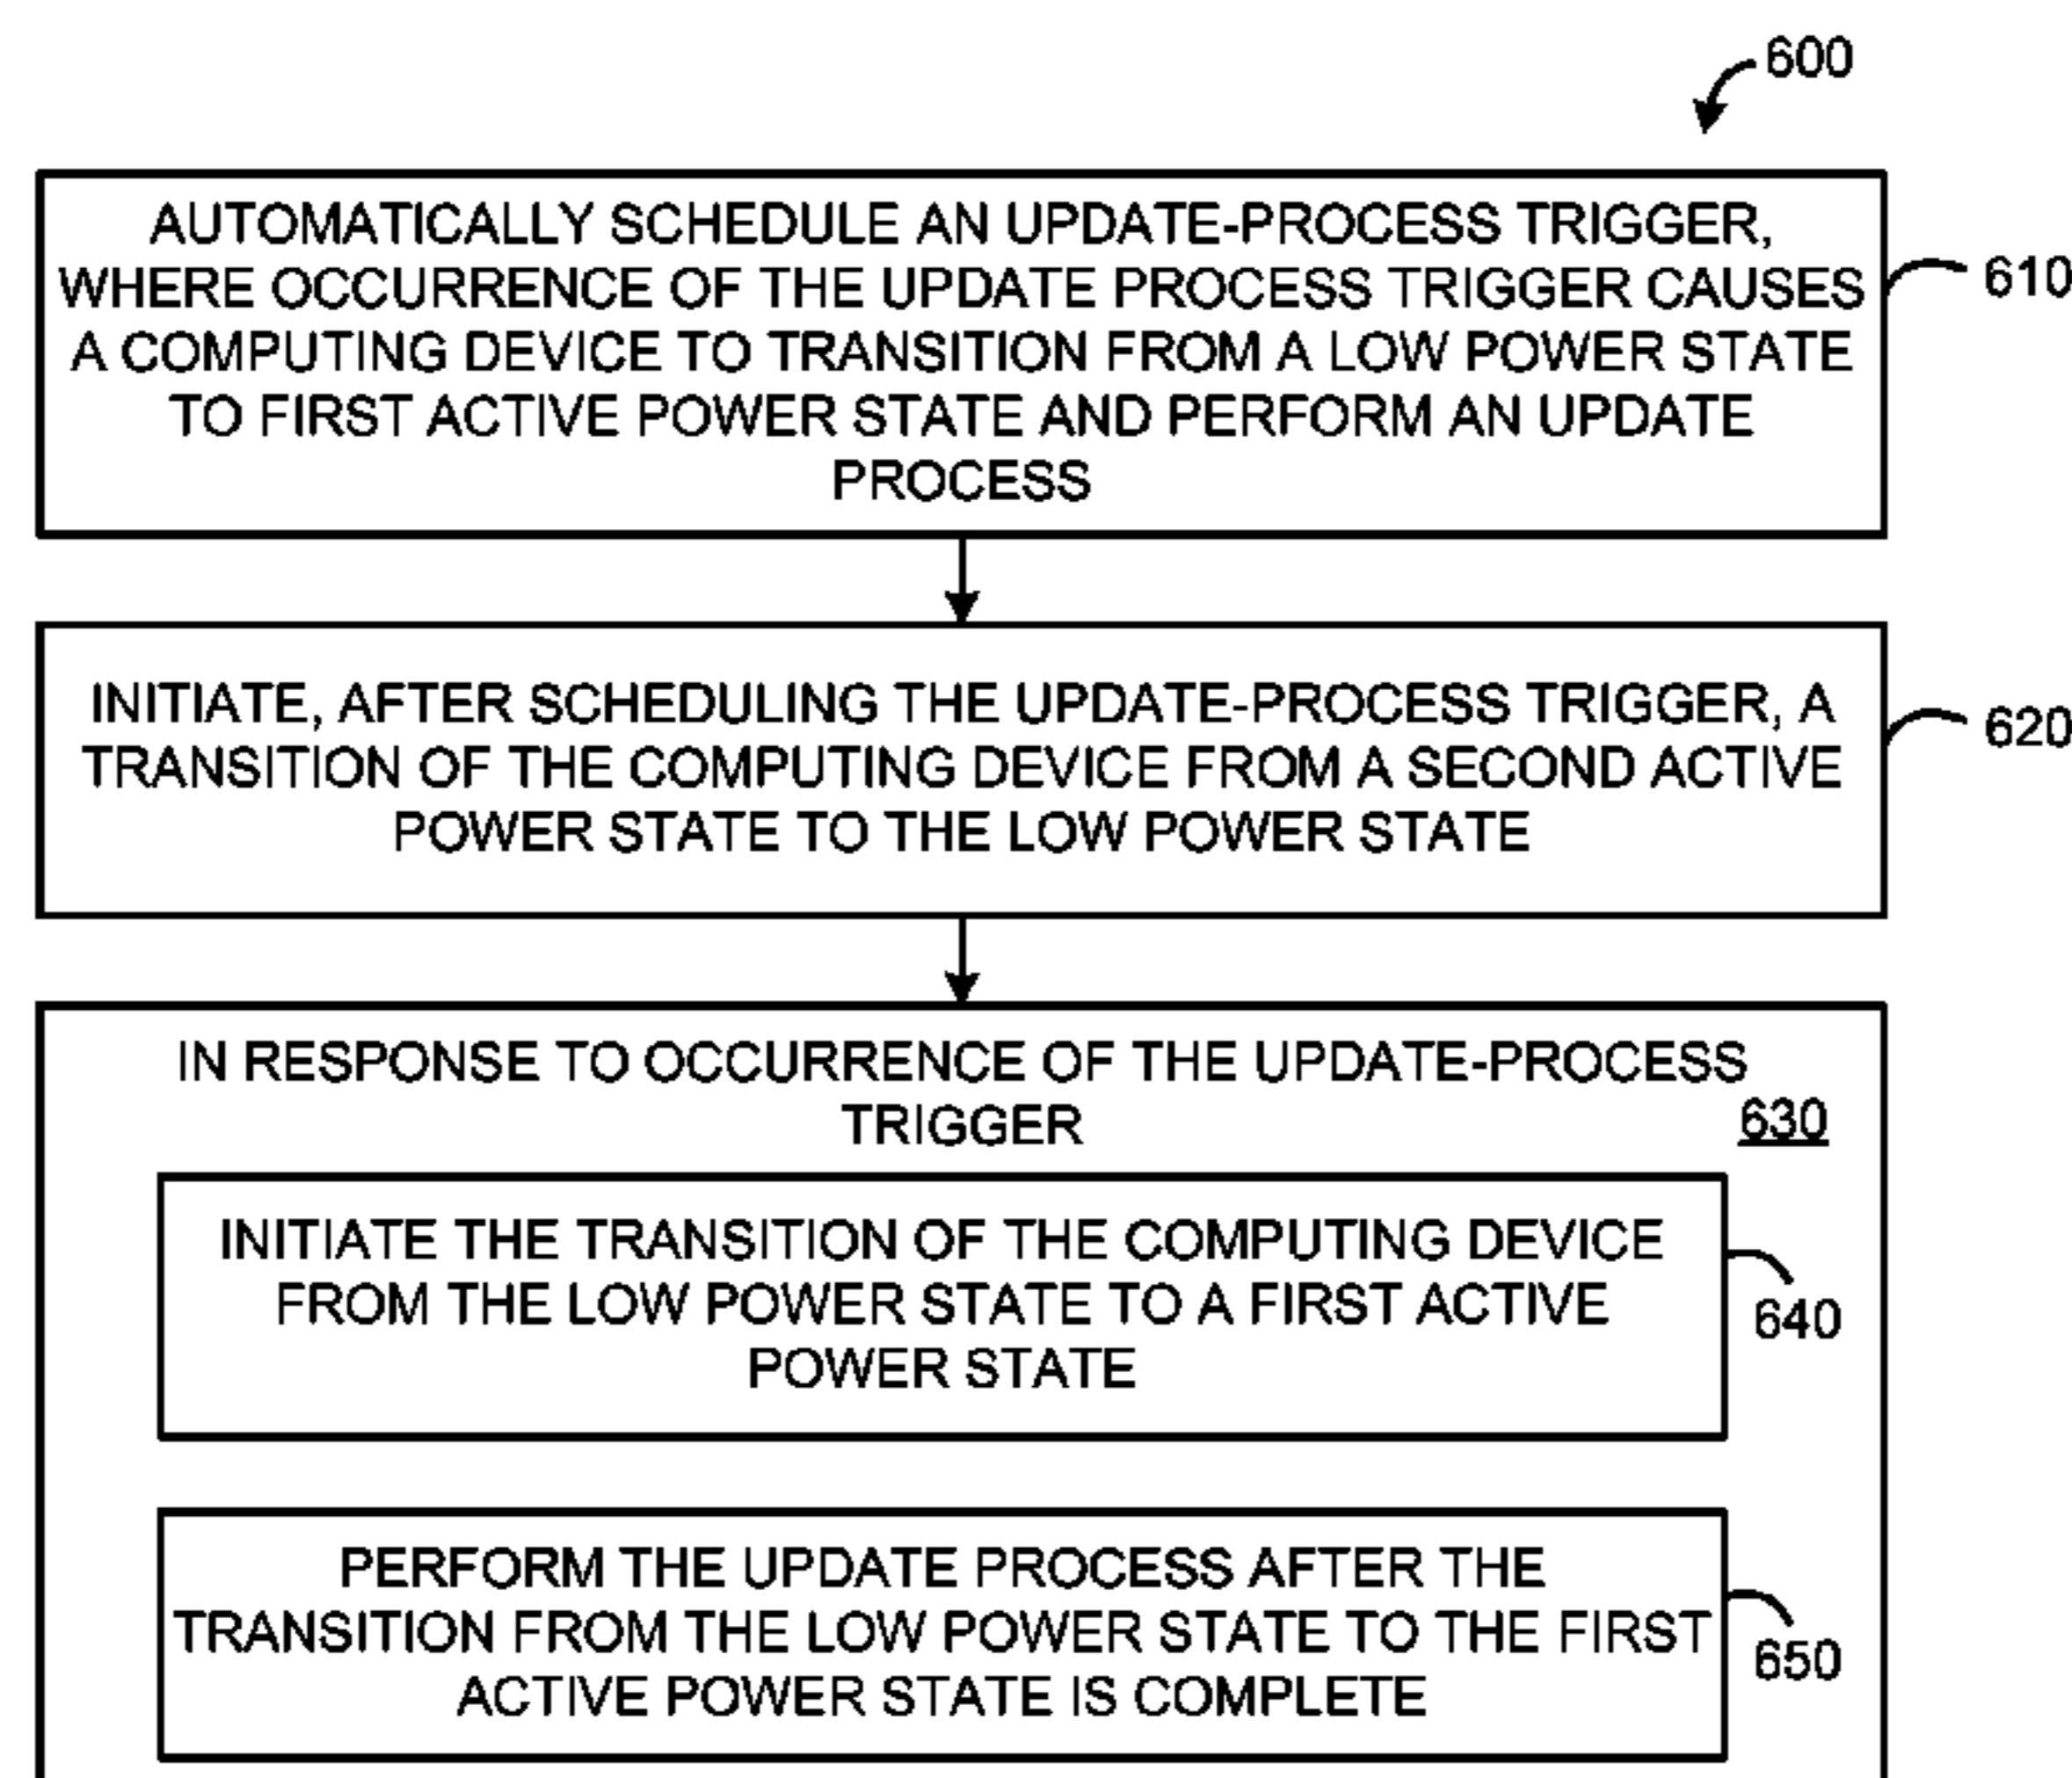 600
AUTOMATICALLY SCHEDULE AN UPDATE-PROCESS TRIGGER,
WHERE OCCURRENCE OF THE UPDATE PROCESS TRIGGER CAUSES
A COMPUTING DEVICE TO TRANSITION FROM A LOW POWER STATE
TO FIRST ACTIVE POWER STATE AND PERFORM AN UPDATE
PROCESS
610
INITIATE, AFTER SCHEDULING THE UPDATE-PROCESS TRIGGER, A
TRANSITION OF THE COMPUTING DEVICE FROM A SECOND ACTIVE
POWER STATE TO THE LOW POWER STATE
620
IN RESPONSE TO OCCURRENCE OF THE UPDATE-PROCESS
TRIGGER
630
INITIATE THE TRANSITION OF THE COMPUTING DEVICE
FROM THE LOW POWER STATE TO A FIRST ACTIVE
POWER STATE
640
PERFORM THE UPDATE PROCESS AFTER THE
TRANSITION FROM THE LOW POWER STATE TO THE FIRST
ACTIVE POWER STATE IS COMPLETE
650